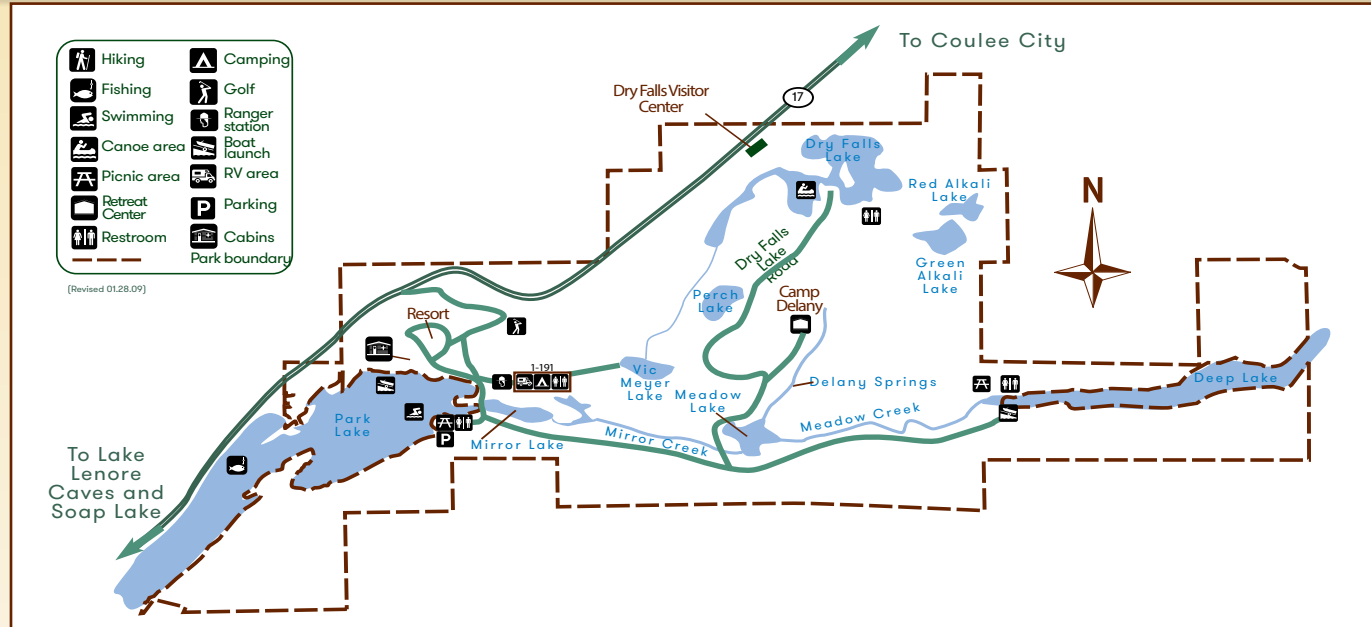 Hiking
Camping
Fishing
Golf
Swimming
Ranger
station
Canoe area
Boat
launch
Picnic area
RV area
Retreat
Center
P
Parking
Restroom
Cabins
Park boundary
(Revised 01.28.09)
To Coulee City
17
Dry Falls Visitor
Center
Dry Falls
Lake
Red Alkali
Lake
Green
Alkali
Lake
N
Dry Falls
Lake
Road
Perch
Lake
Camp
Delany
Resort
1-191
Vic
Meyer
Lake
Meadow
Lake
Delany Springs
Deep Lake
Park
Lake
P
Mirror Lake
Mirror Creek
Meadow Creek
To Lake
Lenore
Caves and
Soap Lake